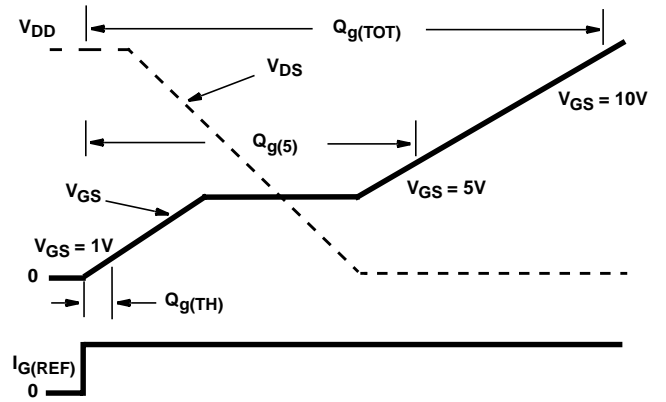 V_DD
Q_g(TOT)
V_DS
V_GS = 10V
Q_g(5)
V_GS
V_GS = 5V
V_GS = 1V
0
Q_g(TH)
I_G(REF)
0